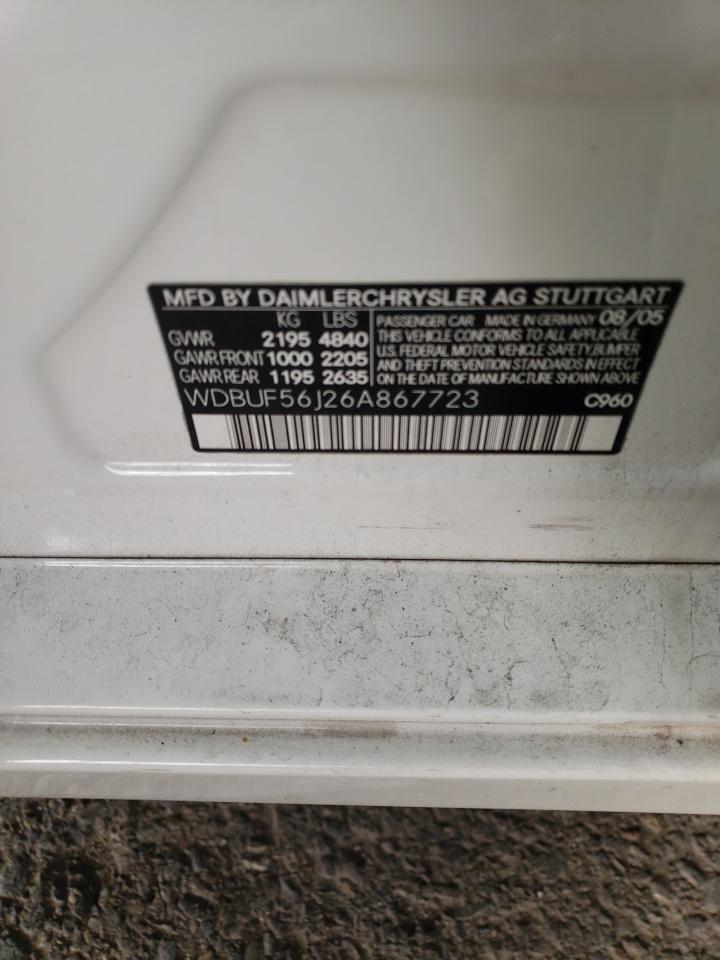 MFD BY DAIMLERCHRYSLER AG STUTTGART
KG LBS
GVWR 2195 4840
GAWR FRONT 1000 2205
GAWR REAR 1195 2635
PASSENGER CAR MADE IN GERMANY 08/05
THIS VEHICLE CONFORMS TO ALL APPLICABLE
U.S. FEDERAL MOTOR VEHICLE SAFETY, BUMPER
AND THEFT PREVENTION STANDARDS IN EFFECT
ON THE DATE OF MANUFACTURE SHOWN ABOVE
WDBUF56J26A867723 C960